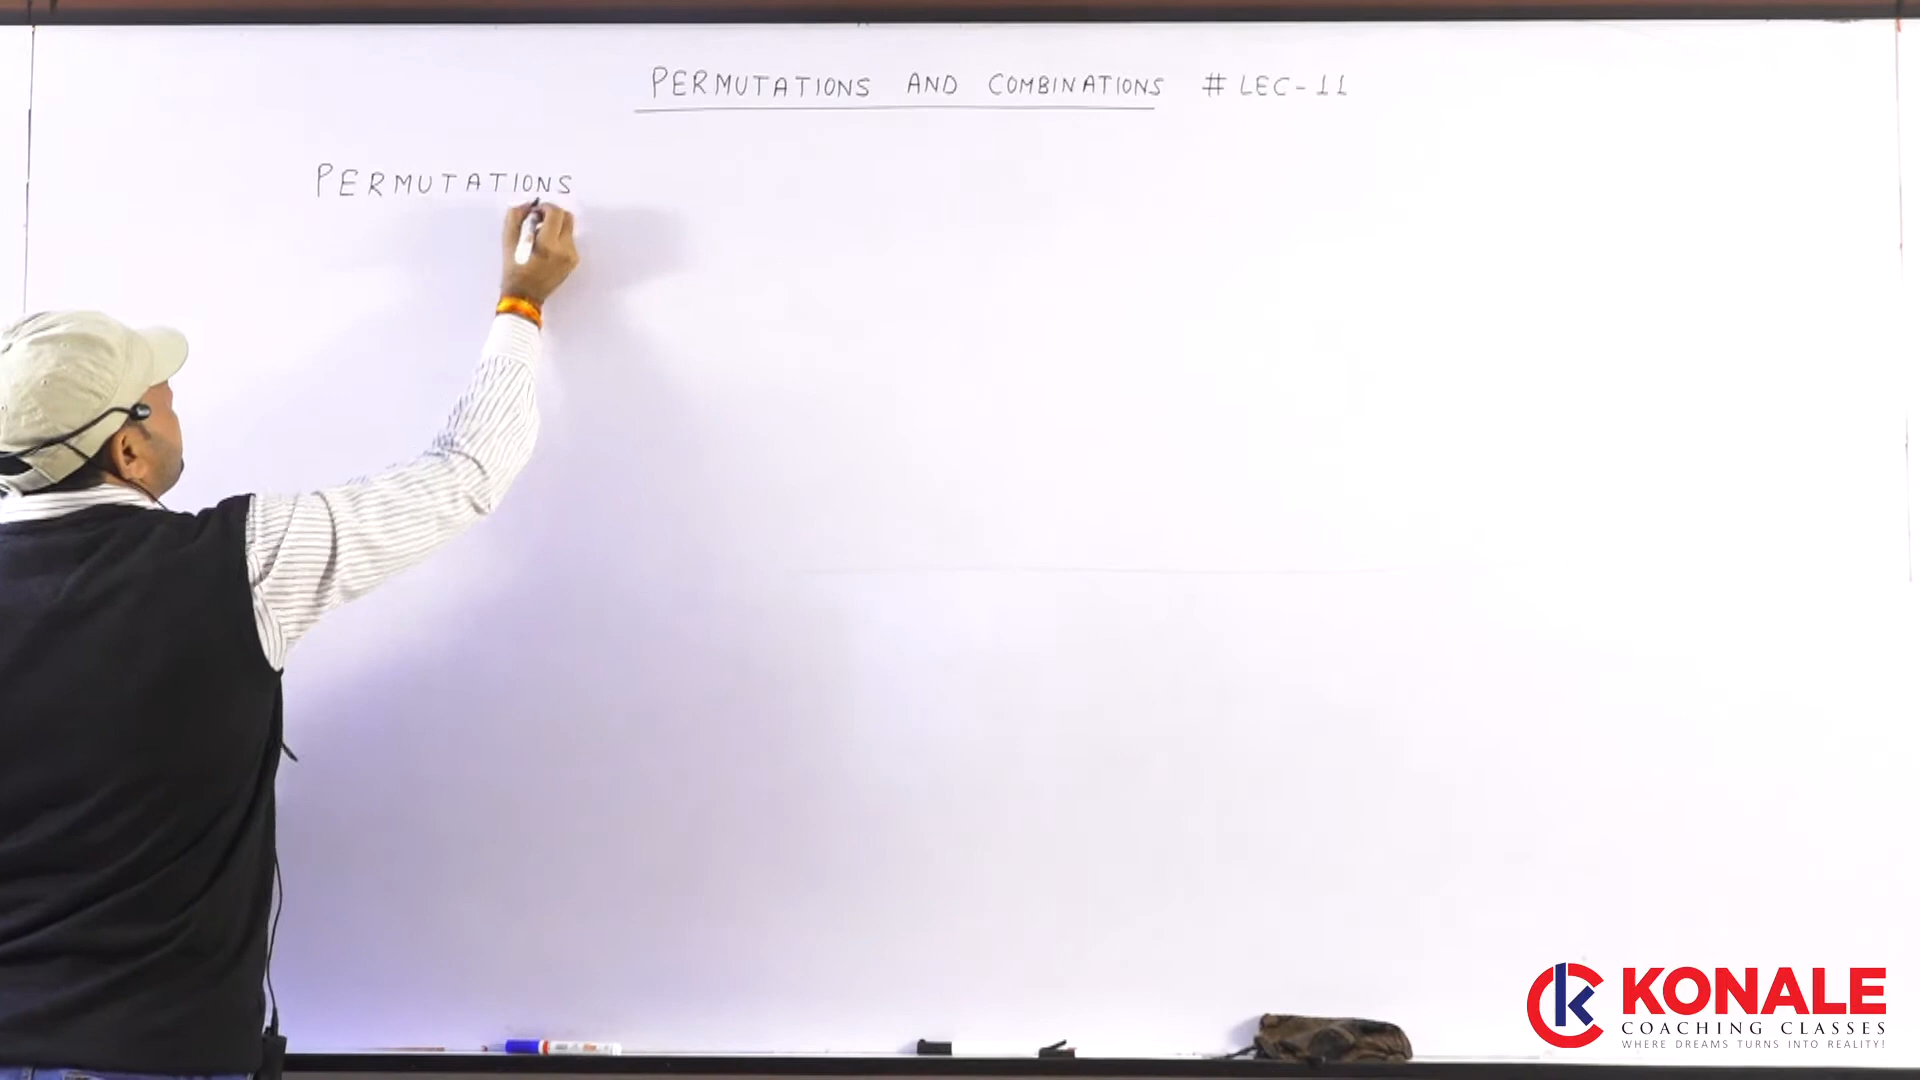 PERMUTATIONS AND COMBINATIONS # LEC-11
PERMUTATIONS
KONALE
COACHING CLASSES
WHERE DREAMS TURNS INTO REALITY!